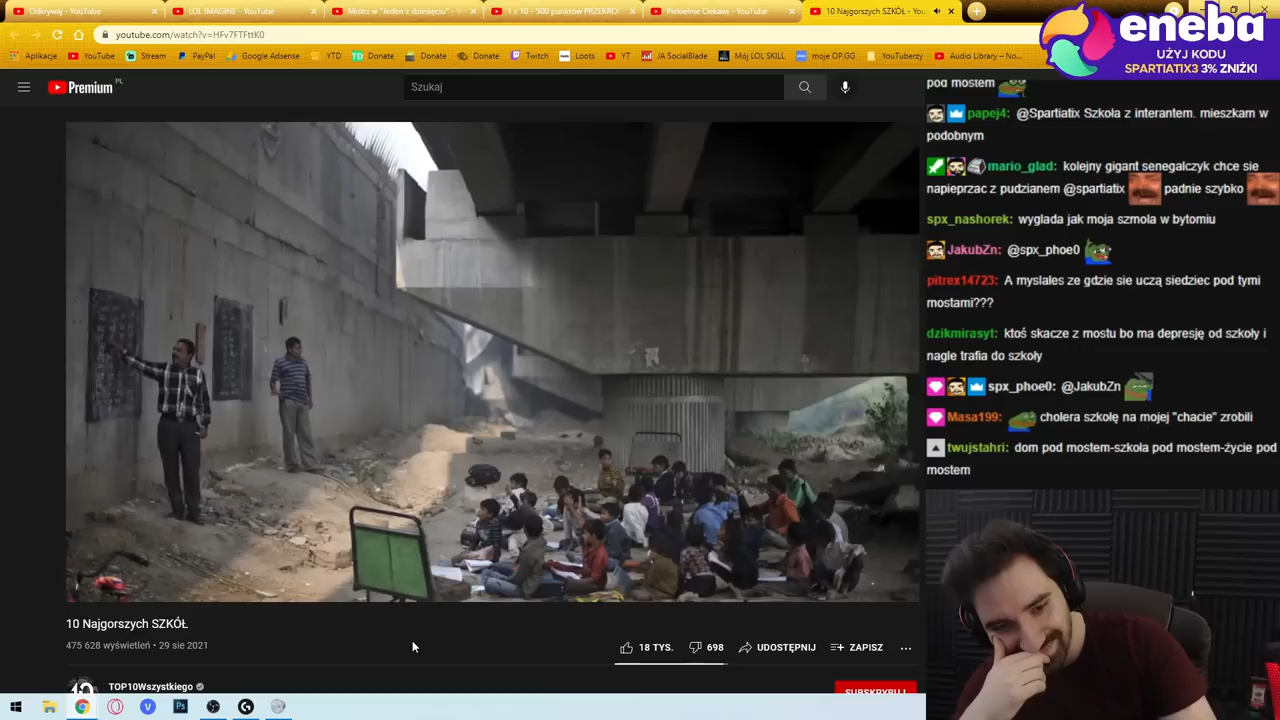 Odkrywaj - YouTube
LOL IMAGINE - YouTube
Mistrz w "Jeden z dziesięciu" - Y
1 z 10 - 500 punktów PRZEKRO
Piekielnie Ciekawi - YouTube
10 Najgorszych SZKÓŁ - You
youtube.com/watch?v=HFv7FTFttK0
Aplikacje
YouTube
Stream
PayPal
Google Adsense
YTD
Donate
Donate
Donate
Twitch
Loots
YT
JA SocialBlade
Mój LOL SKILL
moje OP.GG
YouTuberzy
Audio Library – No...
eneba
UŻYJ KODU
SPARTIATIX3 3% ZNIŻKI
Premium PL
Szukaj
pod mostem
papej4: @Spartiatix Szkoła z interantem. mieszkam w
podobnym
mario_glad: kolejny gigant senegalczyk chce sie
napieprzac z pudzianem @spartiatix padnie szybko
spx_nashorek: wyglada jak moja szmola w bytomiu
JakubZn: @spx_phoe0
pitrex14723: A myslales ze gdzie sie uczą siedziec pod tymi
mostami???
dzikmirasyt: ktoś skacze z mostu bo ma depresję od szkoły i
nagle trafia do szkoły
spx_phoe0: @JakubZn
Masa199: cholera szkołę na mojej "chacie" zrobili
twujstahri: dom pod mostem-szkoła pod mostem-życie pod
mostem
10 Najgorszych SZKÓŁ
475 628 wyświetleń • 29 sie 2021
18 TYS.
698
UDOSTĘPNIJ
ZAPISZ
TOP10Wszystkiego
SUBSKRYBUJ